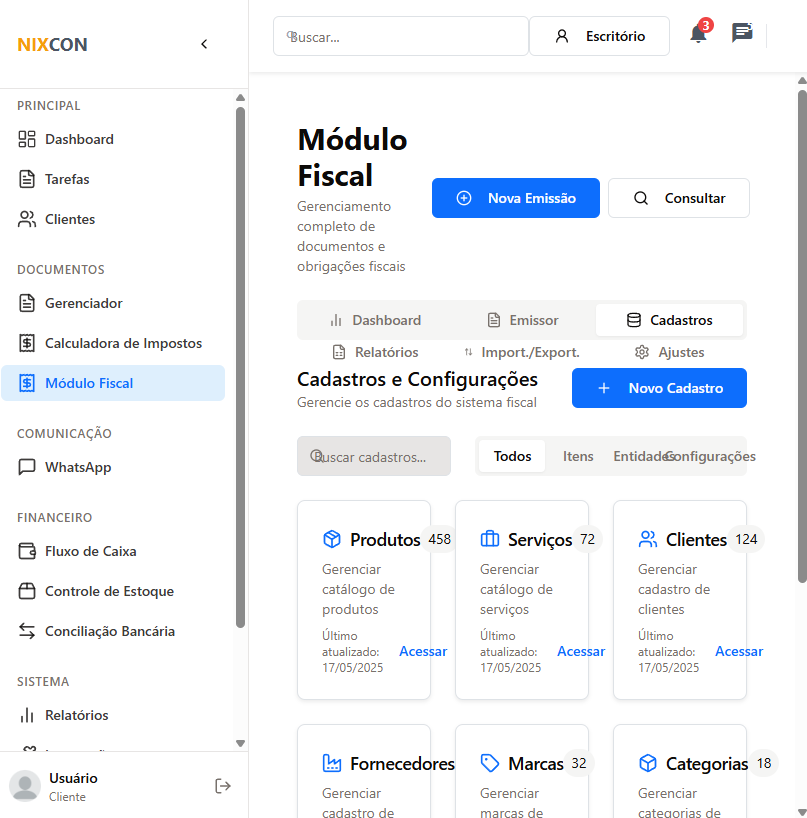 NIXCON
PRINCIPAL
Dashboard
Tarefas
Clientes
DOCUMENTOS
Gerenciador
Calculadora de Impostos
Módulo Fiscal
COMUNICAÇÃO
WhatsApp
FINANCEIRO
Fluxo de Caixa
Controle de Estoque
Conciliação Bancária
SISTEMA
Relatórios
Usuário
Cliente
Buscar...
Escritório
3
Módulo
Fiscal
Gerenciamento
completo de
documentos e
obrigações fiscais
Nova Emissão
Consultar
Dashboard
Emissor
Cadastros
Relatórios
Import./Export.
Ajustes
Cadastros e Configurações
Gerencie os cadastros do sistema fiscal
Novo Cadastro
Buscar cadastros...
Todos
Itens
Entidades
Configurações
Produtos 458
Gerenciar
catálogo de
produtos
Último
atualizado:
17/05/2025
Acessar
Serviços 72
Gerenciar
catálogo de
serviços
Último
atualizado:
17/05/2025
Acessar
Clientes 124
Gerenciar
cadastro de
clientes
Último
atualizado:
17/05/2025
Acessar
Fornecedores
Gerenciar
cadastro de
Marcas 32
Gerenciar
marcas de
Categorias 18
Gerenciar
categorias de